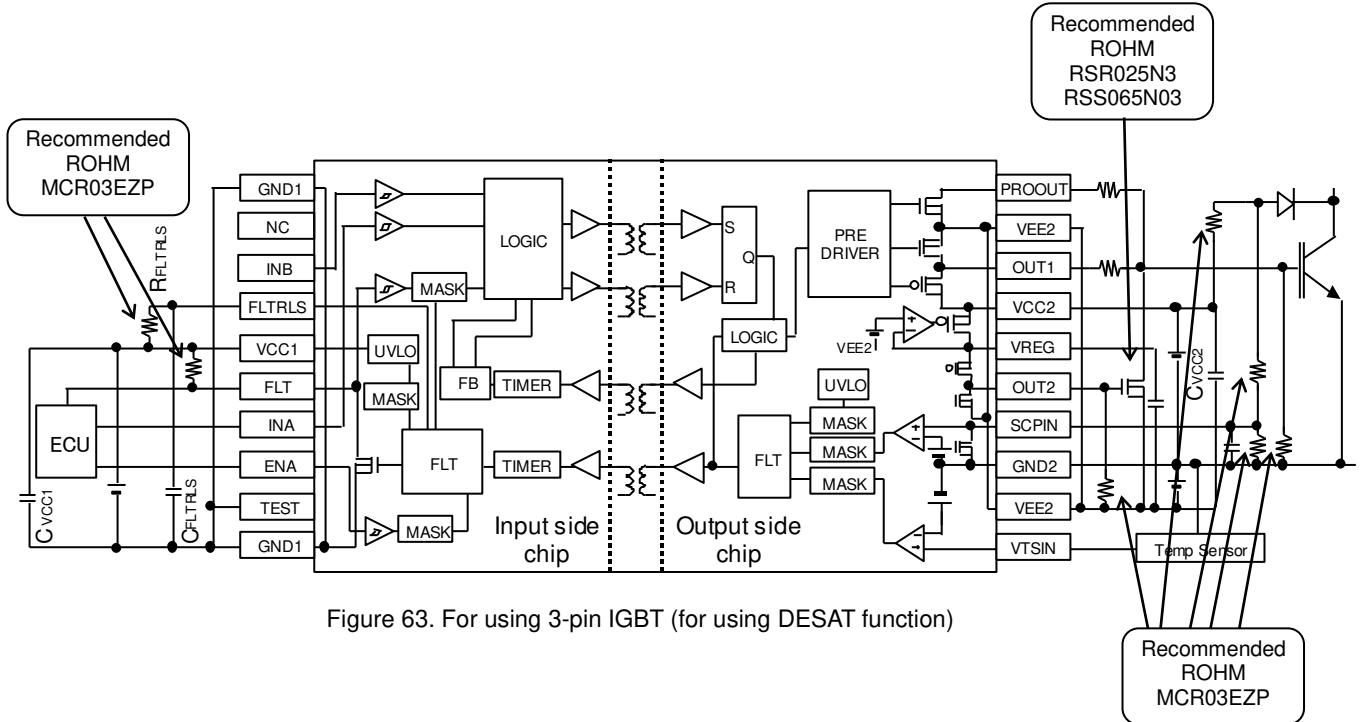 Recommended
ROHM
RSR025N3
RSS065N03
Recommended
ROHM
MCR03EZP
RFLTRLS
CVCC1
CFLTRLS
ECU
GND1
NC
INB
FLTRLS
VCC1
FLT
INA
ENA
TEST
GND1
LOGIC
MASK
UVLO
MASK
FB
TIMER
FLT
TIMER
MASK
Input side
chip
Output side
chip
S
Q
R
LOGIC
PRE
DRIVER
VEE2
+
−
UVLO
MASK
MASK
MASK
FLT
+
−
−
+
PROOUT
VEE2
OUT1
VCC2
VREG
OUT2
SCPIN
GND2
VEE2
VTSIN
CVCC2
Temp Sensor
Figure 63. For using 3-pin IGBT (for using DESAT function)
Recommended
ROHM
MCR03EZP